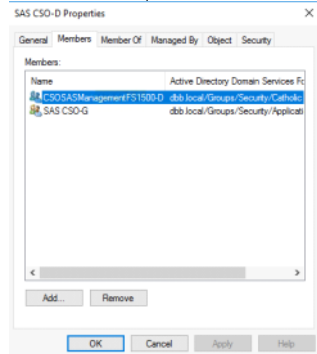 SAS CSO-D Properties
General Members Member Of Managed By Object Security
Members:
Name Active Directory Domain Services Fc
CSOSASManagementFS1500-D dbb.local/Groups/Security/Catholic
SAS CSO-G dbb.local/Groups/Security/Applicati
Add... Remove
OK Cancel Apply Help